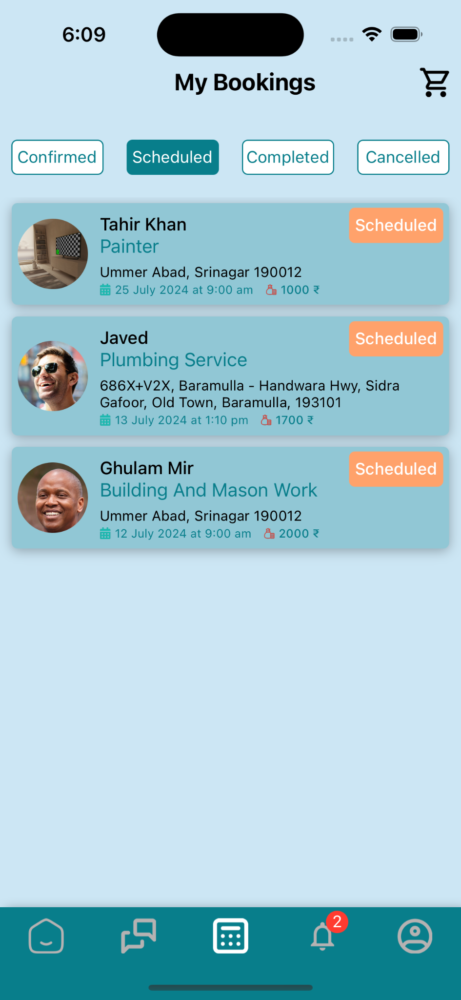 6:09
My Bookings
Confirmed
Scheduled
Completed
Cancelled
Tahir Khan
Scheduled
Painter
Ummer Abad, Srinagar 190012
25 July 2024 at 9:00 am 1000 ₹
Javed
Scheduled
Plumbing Service
686X+V2X, Baramulla - Handwara Hwy, Sidra
Gafoor, Old Town, Baramulla, 193101
13 July 2024 at 1:10 pm 1700 ₹
Ghulam Mir
Scheduled
Building And Mason Work
Ummer Abad, Srinagar 190012
12 July 2024 at 9:00 am 2000 ₹
2